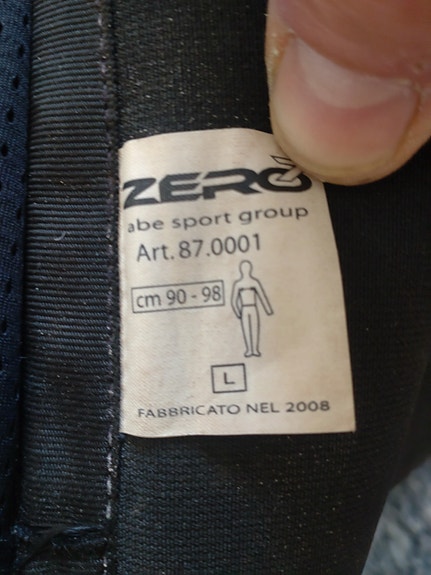 ZERO
abe sport group
Art. 87.0001
cm 90 - 98
L
FABBRICATO NEL 2008